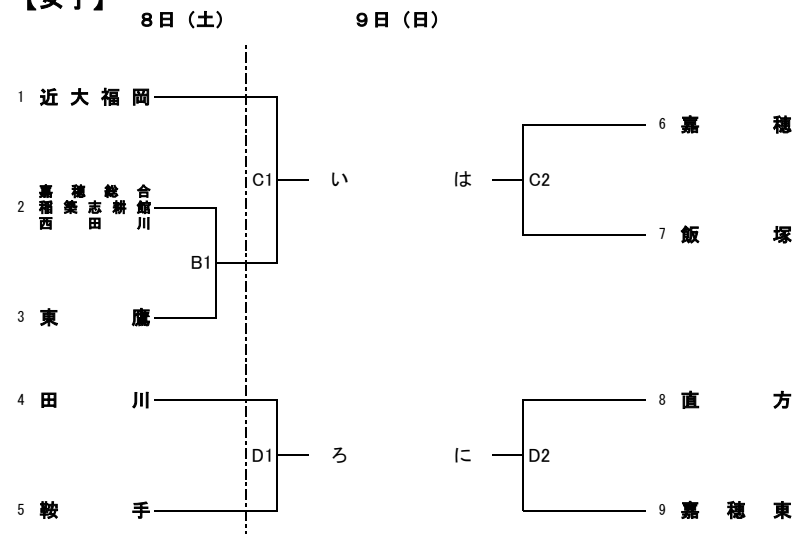 【女子】
8日（土） 9日（日）
1 近大福岡
6 嘉穂
C1 い
は C2
嘉穂総合
2 稲築志耕館
西田川
7 飯塚
B1
3 東鷹
4 田川
8 直方
D1 ろ
に D2
5 鞍手
9 嘉穂東